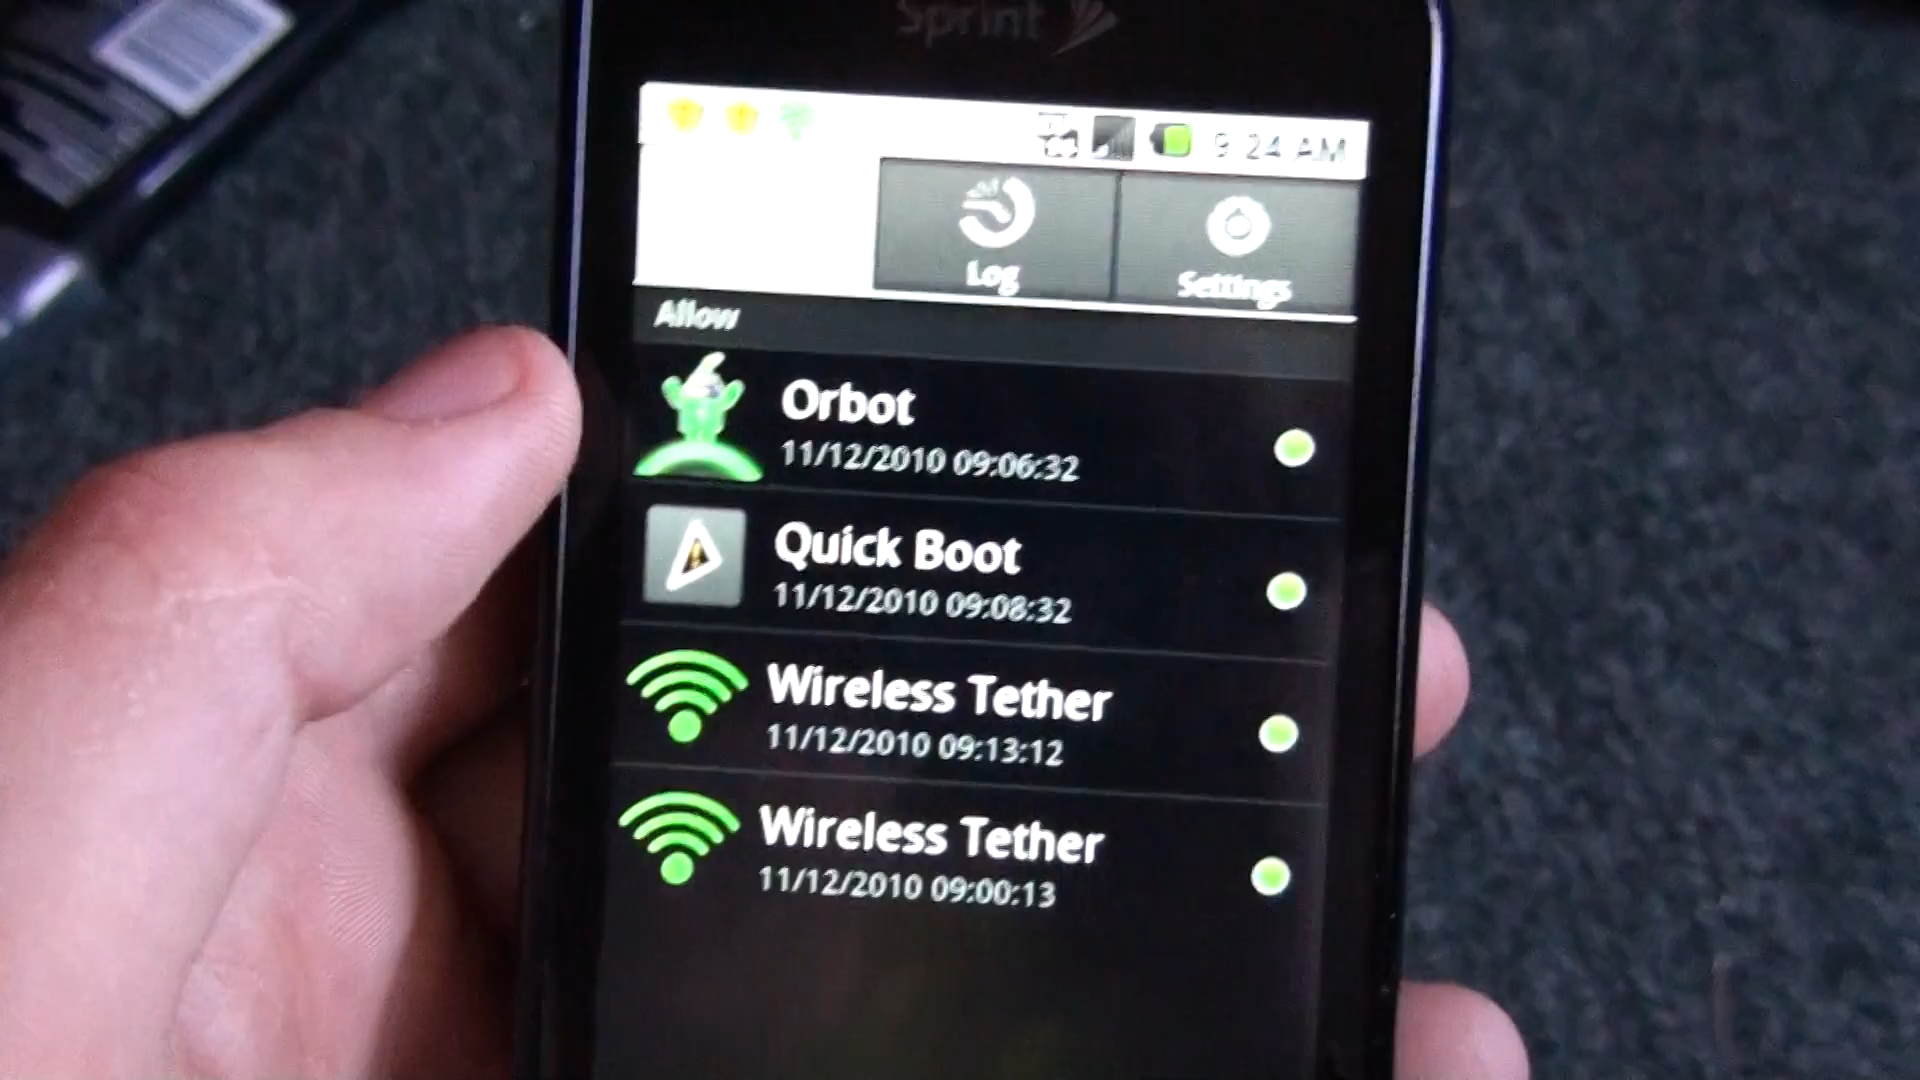 Sprint
9 24 AM
Log
Settings
Allow
Orbot
11/12/2010 09:06:32
Quick Boot
11/12/2010 09:08:32
Wireless Tether
11/12/2010 09:13:12
Wireless Tether
11/12/2010 09:00:13